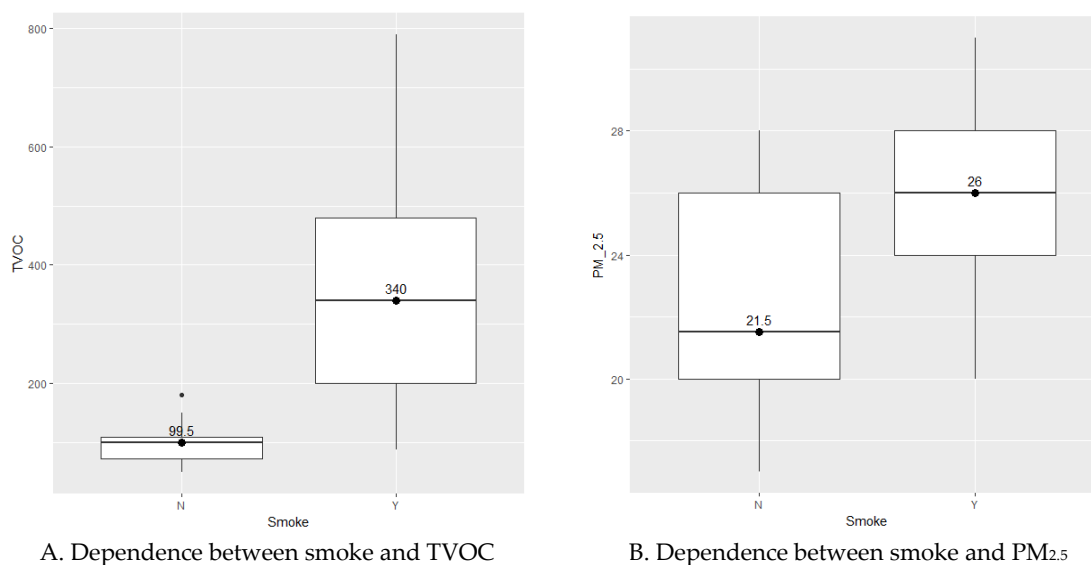 800
600
400
200
TVOC
99.5
340
N
Y
Smoke
A. Dependence between smoke and TVOC
28
24
20
PM_2.5
21.5
26
N
Y
Smoke
B. Dependence between smoke and PM2.5